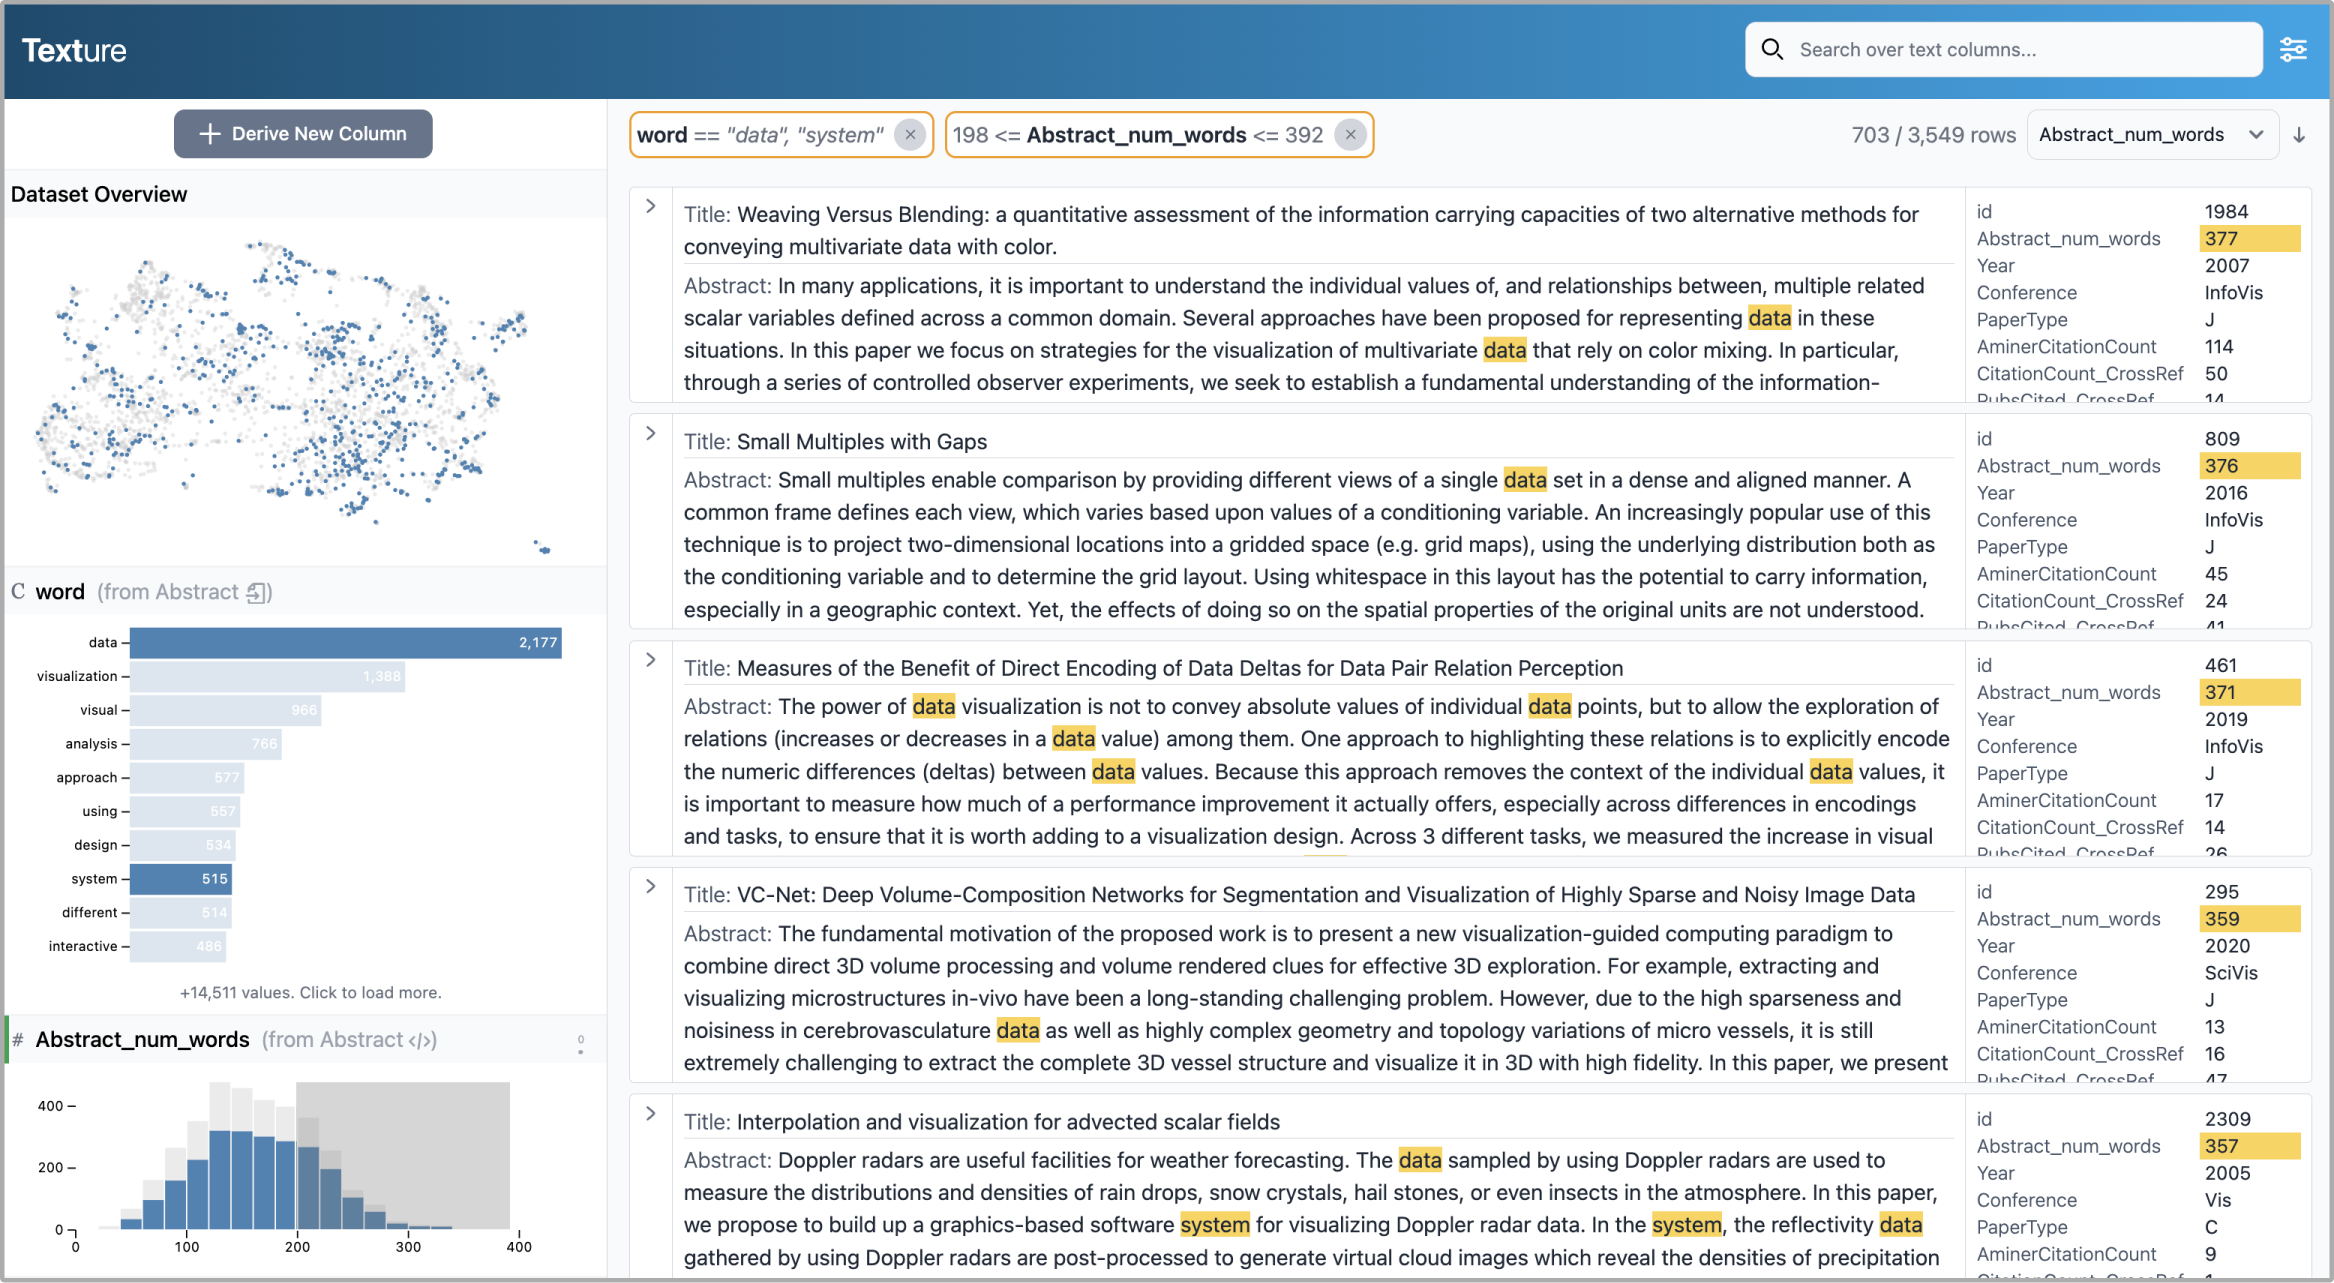 Texture
Search over text columns...
Derive New Column
word == "data", "system"
198 <= Abstract_num_words <= 392
703 / 3,549 rows
Abstract_num_words
Dataset Overview
C word (from Abstract)
data 2,177
visualization 1,388
visual 966
analysis 766
approach 577
using 557
design 534
system 515
different 514
interactive 486
+14,511 values. Click to load more.
# Abstract_num_words (from Abstract </>)
0
400
200
0
0 100 200 300 400
Title: Weaving Versus Blending: a quantitative assessment of the information carrying capacities of two alternative methods for
conveying multivariate data with color.
Abstract: In many applications, it is important to understand the individual values of, and relationships between, multiple related
scalar variables defined across a common domain. Several approaches have been proposed for representing data in these
situations. In this paper we focus on strategies for the visualization of multivariate data that rely on color mixing. In particular,
through a series of controlled observer experiments, we seek to establish a fundamental understanding of the information-
id 1984
Abstract_num_words 377
Year 2007
Conference InfoVis
PaperType J
AminerCitationCount 114
CitationCount_CrossRef 50
PubsCited_CrossRef 14
Title: Small Multiples with Gaps
Abstract: Small multiples enable comparison by providing different views of a single data set in a dense and aligned manner. A
common frame defines each view, which varies based upon values of a conditioning variable. An increasingly popular use of this
technique is to project two-dimensional locations into a gridded space (e.g. grid maps), using the underlying distribution both as
the conditioning variable and to determine the grid layout. Using whitespace in this layout has the potential to carry information,
especially in a geographic context. Yet, the effects of doing so on the spatial properties of the original units are not understood.
id 809
Abstract_num_words 376
Year 2016
Conference InfoVis
PaperType J
AminerCitationCount 45
CitationCount_CrossRef 24
PubsCited_CrossRef 41
Title: Measures of the Benefit of Direct Encoding of Data Deltas for Data Pair Relation Perception
Abstract: The power of data visualization is not to convey absolute values of individual data points, but to allow the exploration of
relations (increases or decreases in a data value) among them. One approach to highlighting these relations is to explicitly encode
the numeric differences (deltas) between data values. Because this approach removes the context of the individual data values, it
is important to measure how much of a performance improvement it actually offers, especially across differences in encodings
and tasks, to ensure that it is worth adding to a visualization design. Across 3 different tasks, we measured the increase in visual
id 461
Abstract_num_words 371
Year 2019
Conference InfoVis
PaperType J
AminerCitationCount 17
CitationCount_CrossRef 14
PubsCited_CrossRef 26
Title: VC-Net: Deep Volume-Composition Networks for Segmentation and Visualization of Highly Sparse and Noisy Image Data
Abstract: The fundamental motivation of the proposed work is to present a new visualization-guided computing paradigm to
combine direct 3D volume processing and volume rendered clues for effective 3D exploration. For example, extracting and
visualizing microstructures in-vivo have been a long-standing challenging problem. However, due to the high sparseness and
noisiness in cerebrovasculature data as well as highly complex geometry and topology variations of micro vessels, it is still
extremely challenging to extract the complete 3D vessel structure and visualize it in 3D with high fidelity. In this paper, we present
id 295
Abstract_num_words 359
Year 2020
Conference SciVis
PaperType J
AminerCitationCount 13
CitationCount_CrossRef 16
PubsCited_CrossRef 47
Title: Interpolation and visualization for advected scalar fields
Abstract: Doppler radars are useful facilities for weather forecasting. The data sampled by using Doppler radars are used to
measure the distributions and densities of rain drops, snow crystals, hail stones, or even insects in the atmosphere. In this paper,
we propose to build up a graphics-based software system for visualizing Doppler radar data. In the system, the reflectivity data
gathered by using Doppler radars are post-processed to generate virtual cloud images which reveal the densities of precipitation
id 2309
Abstract_num_words 357
Year 2005
Conference Vis
PaperType C
AminerCitationCount 9